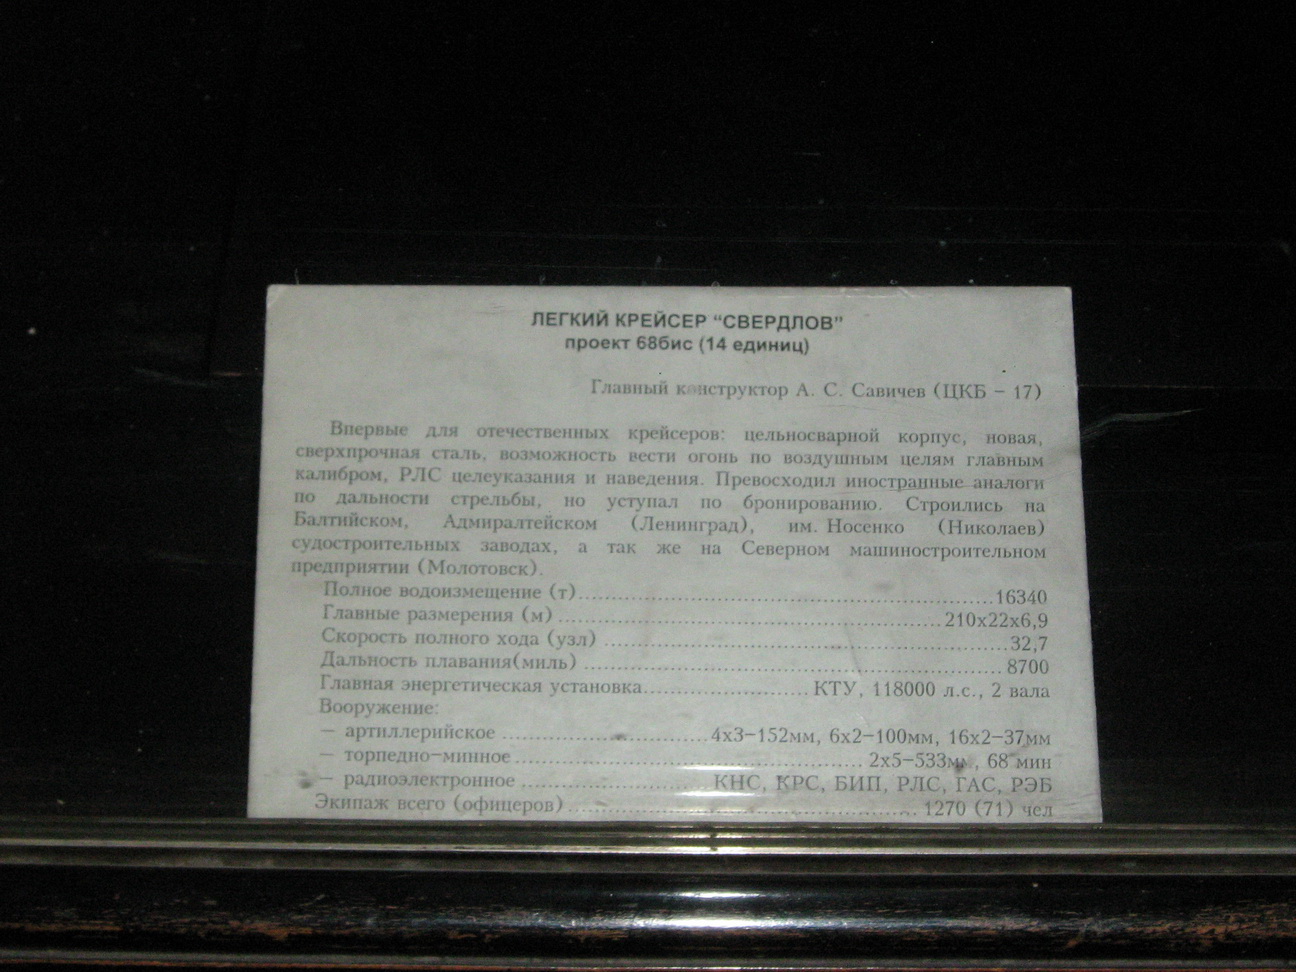 ЛЕГКИЙ КРЕЙСЕР “СВЕРДЛОВ”
проект 68бис (14 единиц)
Главный конструктор А. С. Савичев (ЦКБ - 17)
Впервые для отечественных крейсеров: цельносварной корпус, новая,
сверхпрочная сталь, возможность вести огонь по воздушным целям главным
калибром, РЛС целеуказания и наведения. Превосходил иностранные аналоги
по дальности стрельбы, но уступал по бронированию. Строились на
Балтийском, Адмиралтейском (Ленинград), им. Носенко (Николаев)
судостроительных заводах, а так же на Северном машиностроительном
предприятии (Молотовск).
Полное водоизмещение (т)........................................................16340
Главные размерения (м) ....................................................210х22х6,9
Скорость полного хода (узл) ......................................................32,7
Дальность плавания(миль) ........................................................8700
Главная энергетическая установка.......................КТУ, 118000 л.с., 2 вала
Вооружение:
— артиллерийское ............................4х3-152мм, 6х2-100мм, 16х2-37мм
— торпедно-минное................................................2х5-533мм, 68 мин
— радиоэлектронное ..........................КНС, КРС, БИП, РЛС, ГАС, РЭБ
Экипаж всего (офицеров)................................................1270 (71) чел